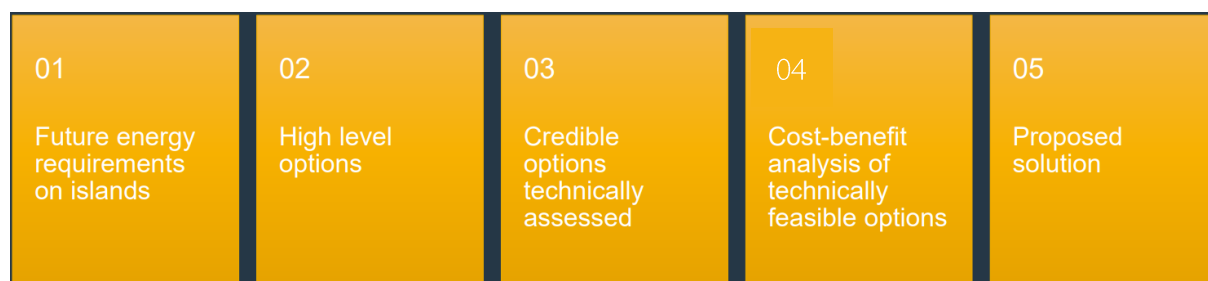 01
Future energy
requirements
on islands
02
High level
options
03
Credible
options
technically
assessed
04
Cost-benefit
analysis of
technically
feasible options
05
Proposed
solution